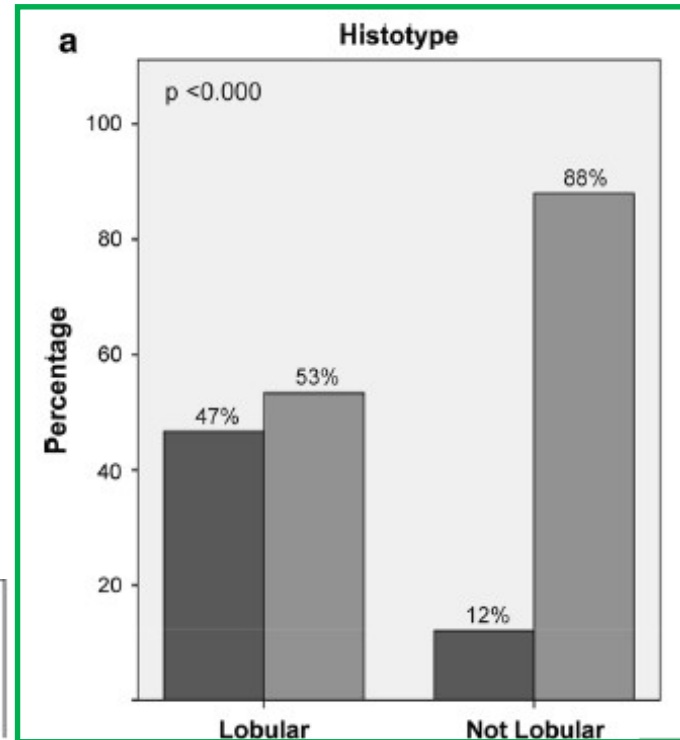 a
Histotype
p <0.000
100
80
60
40
20
Percentage
47%
53%
12%
88%
Lobular
Not Lobular